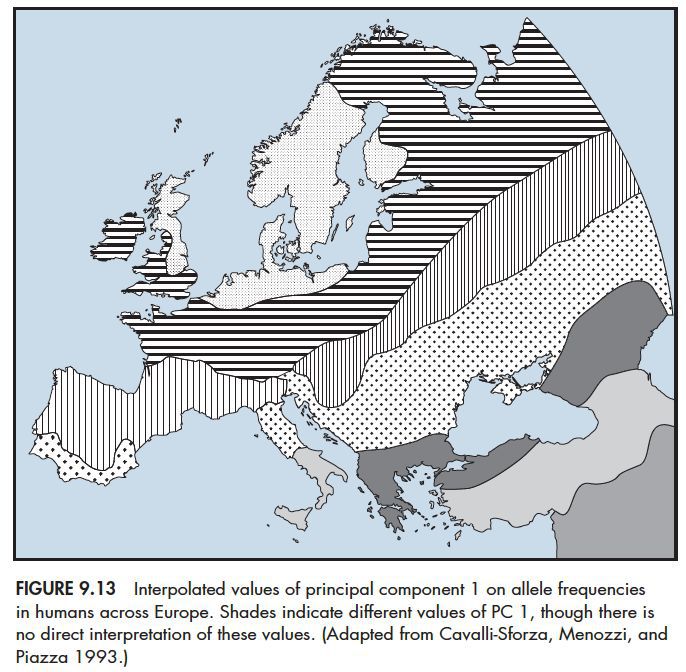 FIGURE 9.13 Interpolated values of principal component 1 on allele frequencies
in humans across Europe. Shades indicate different values of PC 1, though there is
no direct interpretation of these values. (Adapted from Cavalli-Sforza, Menozzi, and
Piazza 1993.)